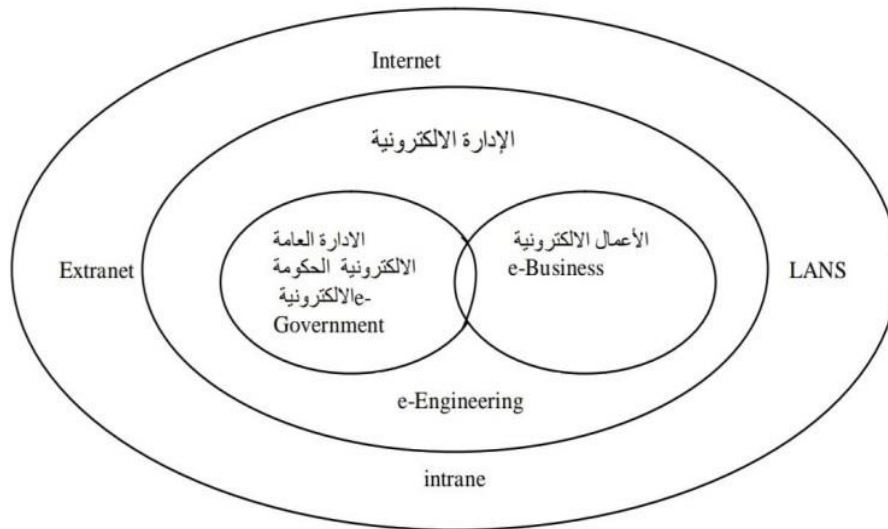 Internet
الإدارة الالكترونية
الادارة العامة
الالكترونية الحكومة
الالكترونيةe-
Government
الأعمال الالكترونية
e-Business
Extranet
LANS
e-Engineering
intrane